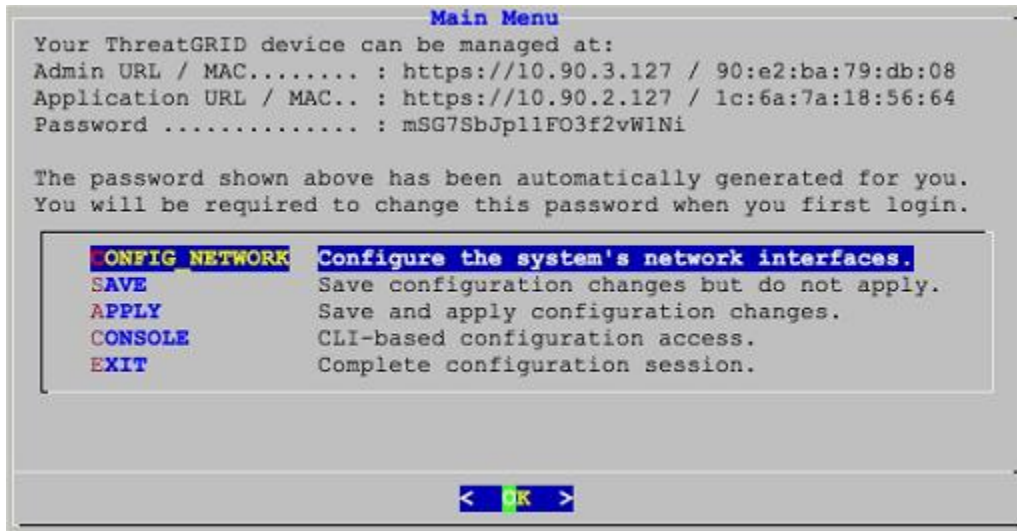 Main Menu
Your ThreatGRID device can be managed at:
Admin URL / MAC........ : https://10.90.3.127 / 90:e2:ba:79:db:08
Application URL / MAC.. : https://10.90.2.127 / 1c:6a:7a:18:56:64
Password .............. : mSG7SbJp11FO3f2vW1Ni
The password shown above has been automatically generated for you.
You will be required to change this password when you first login.
CONFIG_NETWORK Configure the system's network interfaces.
SAVE Save configuration changes but do not apply.
APPLY Save and apply configuration changes.
CONSOLE CLI-based configuration access.
EXIT Complete configuration session.
< OK >